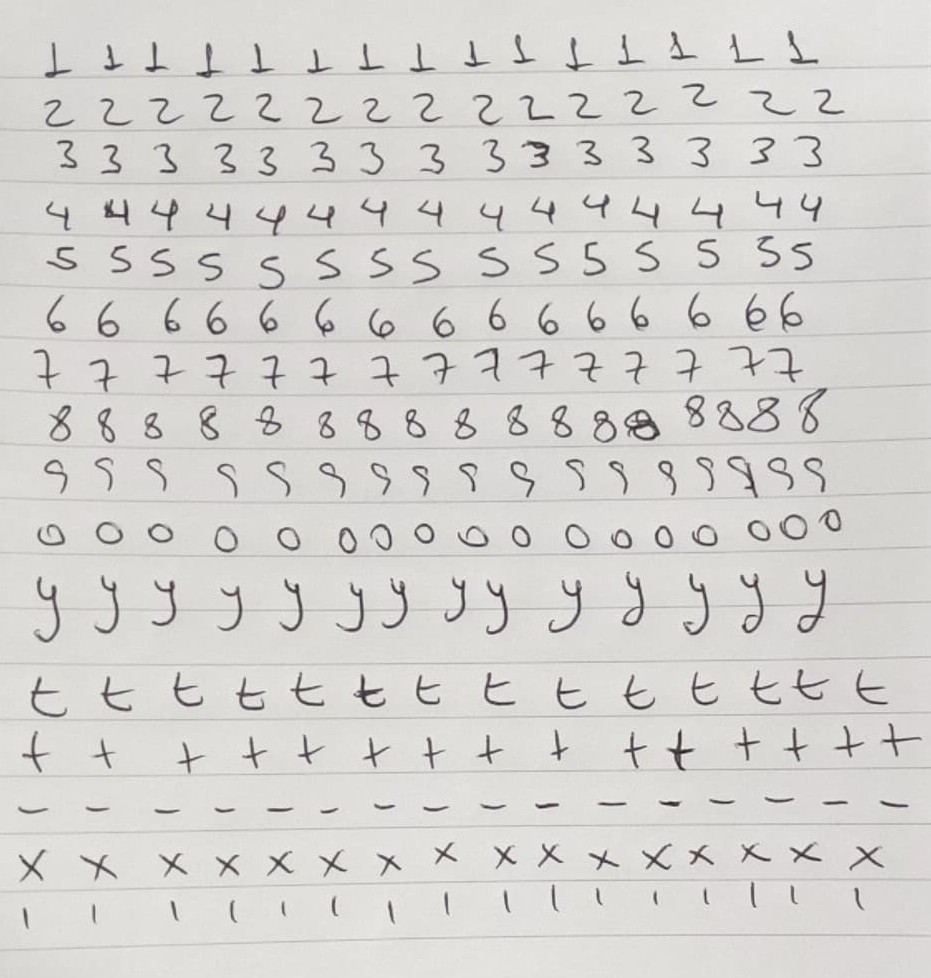 1 1 1 1 1 1 1 1 1 1 1 1 1 1 1
2 2 2 2 2 2 2 2 2 2 2 2 2 2 2
3 3 3 3 3 3 3 3 3 3 3 3 3 3 3
4 4 4 4 4 4 4 4 4 4 4 4 4 4 4
5 5 5 5 5 5 5 5 5 5 5 5 5 5 5
6 6 6 6 6 6 6 6 6 6 6 6 6 6 6
7 7 7 7 7 7 7 7 7 7 7 7 7 7 7
8 8 8 8 8 8 8 8 8 8 8 8 8 8 8 8 8
9 9 9 9 9 9 9 9 9 9 9 9 9 9 9 9 9
0 0 0 0 0 0 0 0 0 0 0 0 0 0 0 0 0
y y y y y y y y y y y y y y
t t t t t t t t t t t t t t
+ + + + + + + + + + + + + + +
- - - - - - - - - - - - - - - -
x x x x x x x x x x x x x x x x
| | | | | | | | | | | | | | | |